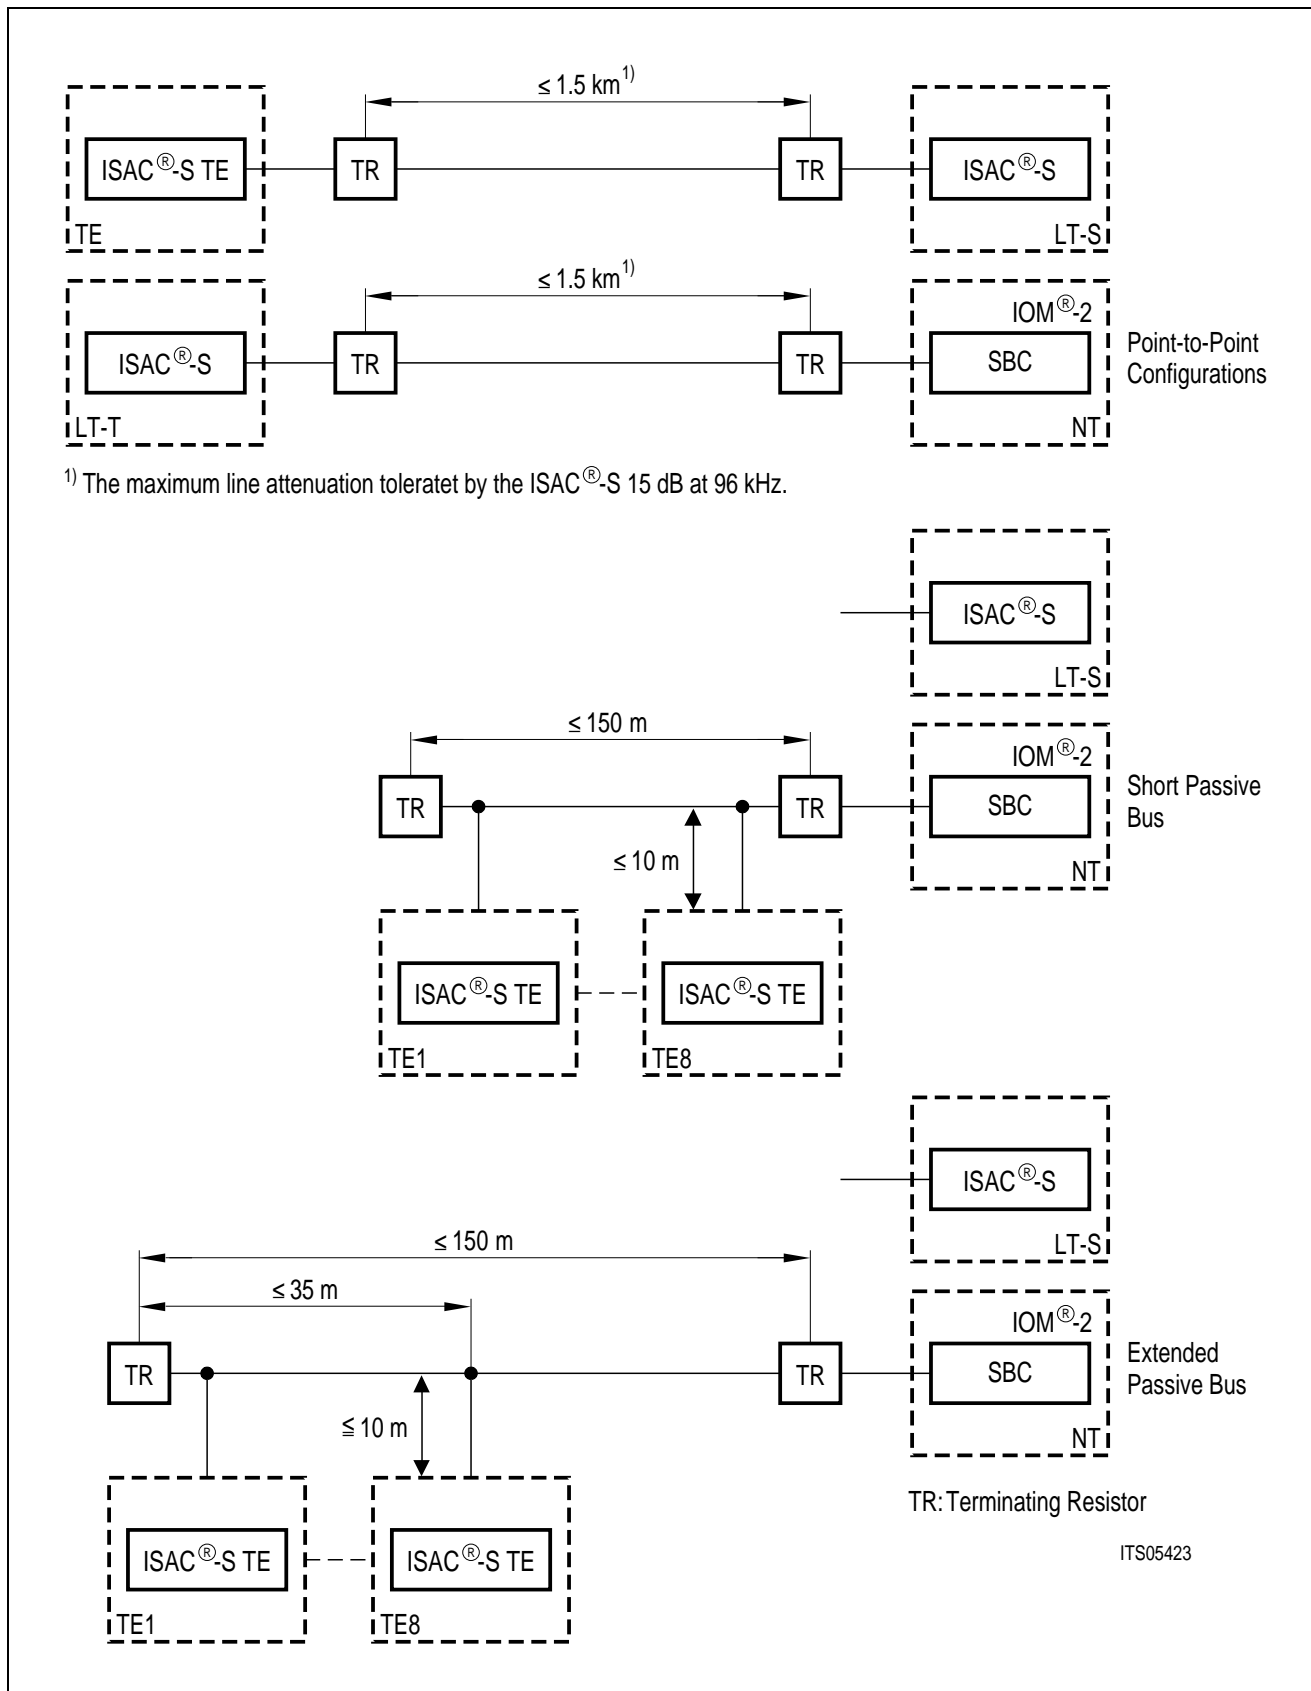 ≤ 1.5 km1)
ISAC®-S TE
TR
TR
ISAC®-S
TE
LT-S
≤ 1.5 km1)
IOM®-2
ISAC®-S
TR
TR
SBC
Point-to-Point
Configurations
LT-T
NT
1) The maximum line attenuation toleratet by the ISAC®-S 15 dB at 96 kHz.
ISAC®-S
LT-S
≤ 150 m
IOM®-2
TR
TR
SBC
Short Passive
Bus
≤ 10 m
NT
ISAC®-S TE
ISAC®-S TE
TE1
TE8
ISAC®-S
LT-S
≤ 150 m
≤ 35 m
IOM®-2
TR
TR
SBC
Extended
Passive Bus
≦ 10 m
NT
TR: Terminating Resistor
ISAC®-S TE
ISAC®-S TE
ITS05423
TE1
TE8